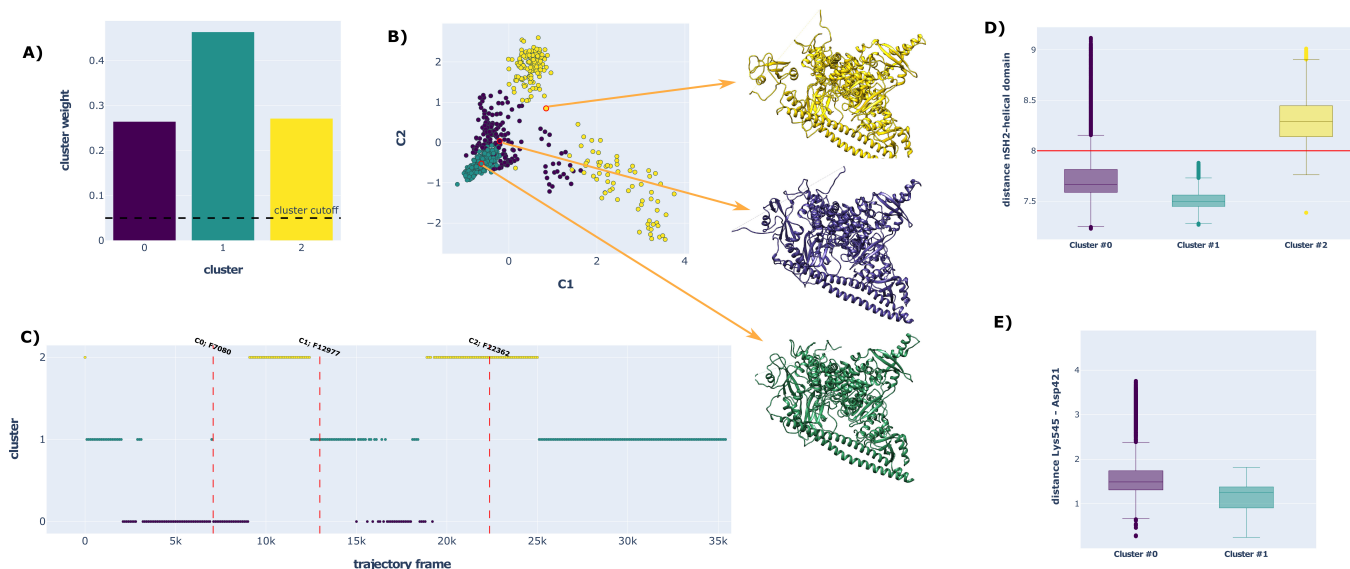 A)
cluster weight
0.4
0.3
0.2
0.1
0
cluster cutoff
0 1 2
cluster
B)
C2
2
1
0
−1
−2
0 2 4
C1
C)
cluster
2
1
0
C0; F7080
C1; F12977
C2; F22362
0 5k 10k 15k 20k 25k 30k 35k
trajectory frame
D)
distance nSH2-helical domain
9
8.5
8
7.5
Cluster #0 Cluster #1 Cluster #2
E)
distance Lys545 - Asp421
4
3
2
1
Cluster #0 Cluster #1